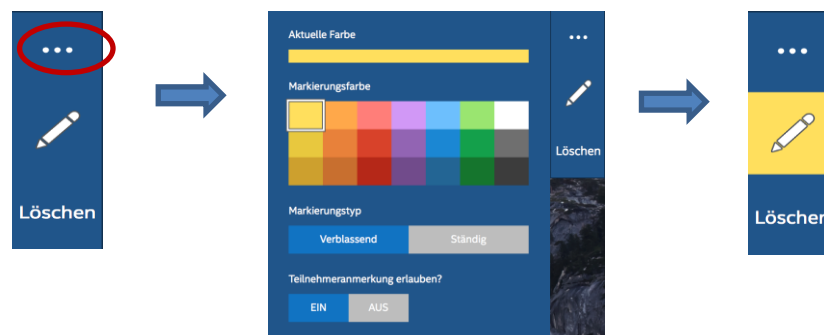 Löschen
Aktuelle Farbe
Markierungsfarbe
Markierungstyp
Verblassend Ständig
Teilnehmeranmerkung erlauben?
EIN AUS
Löschen
Löschen